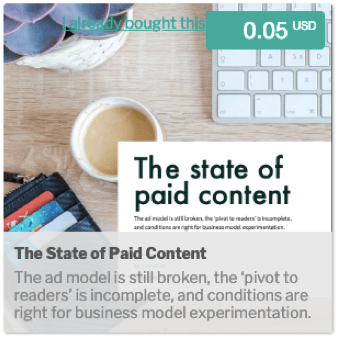 I already bought this
0.05 USD
The state of
paid content
The ad model is still broken, the 'pivot to readers' is incomplete,
and conditions are right for business model experimentation.
The State of Paid Content
The ad model is still broken, the ‘pivot to
readers’ is incomplete, and conditions are
right for business model experimentation.